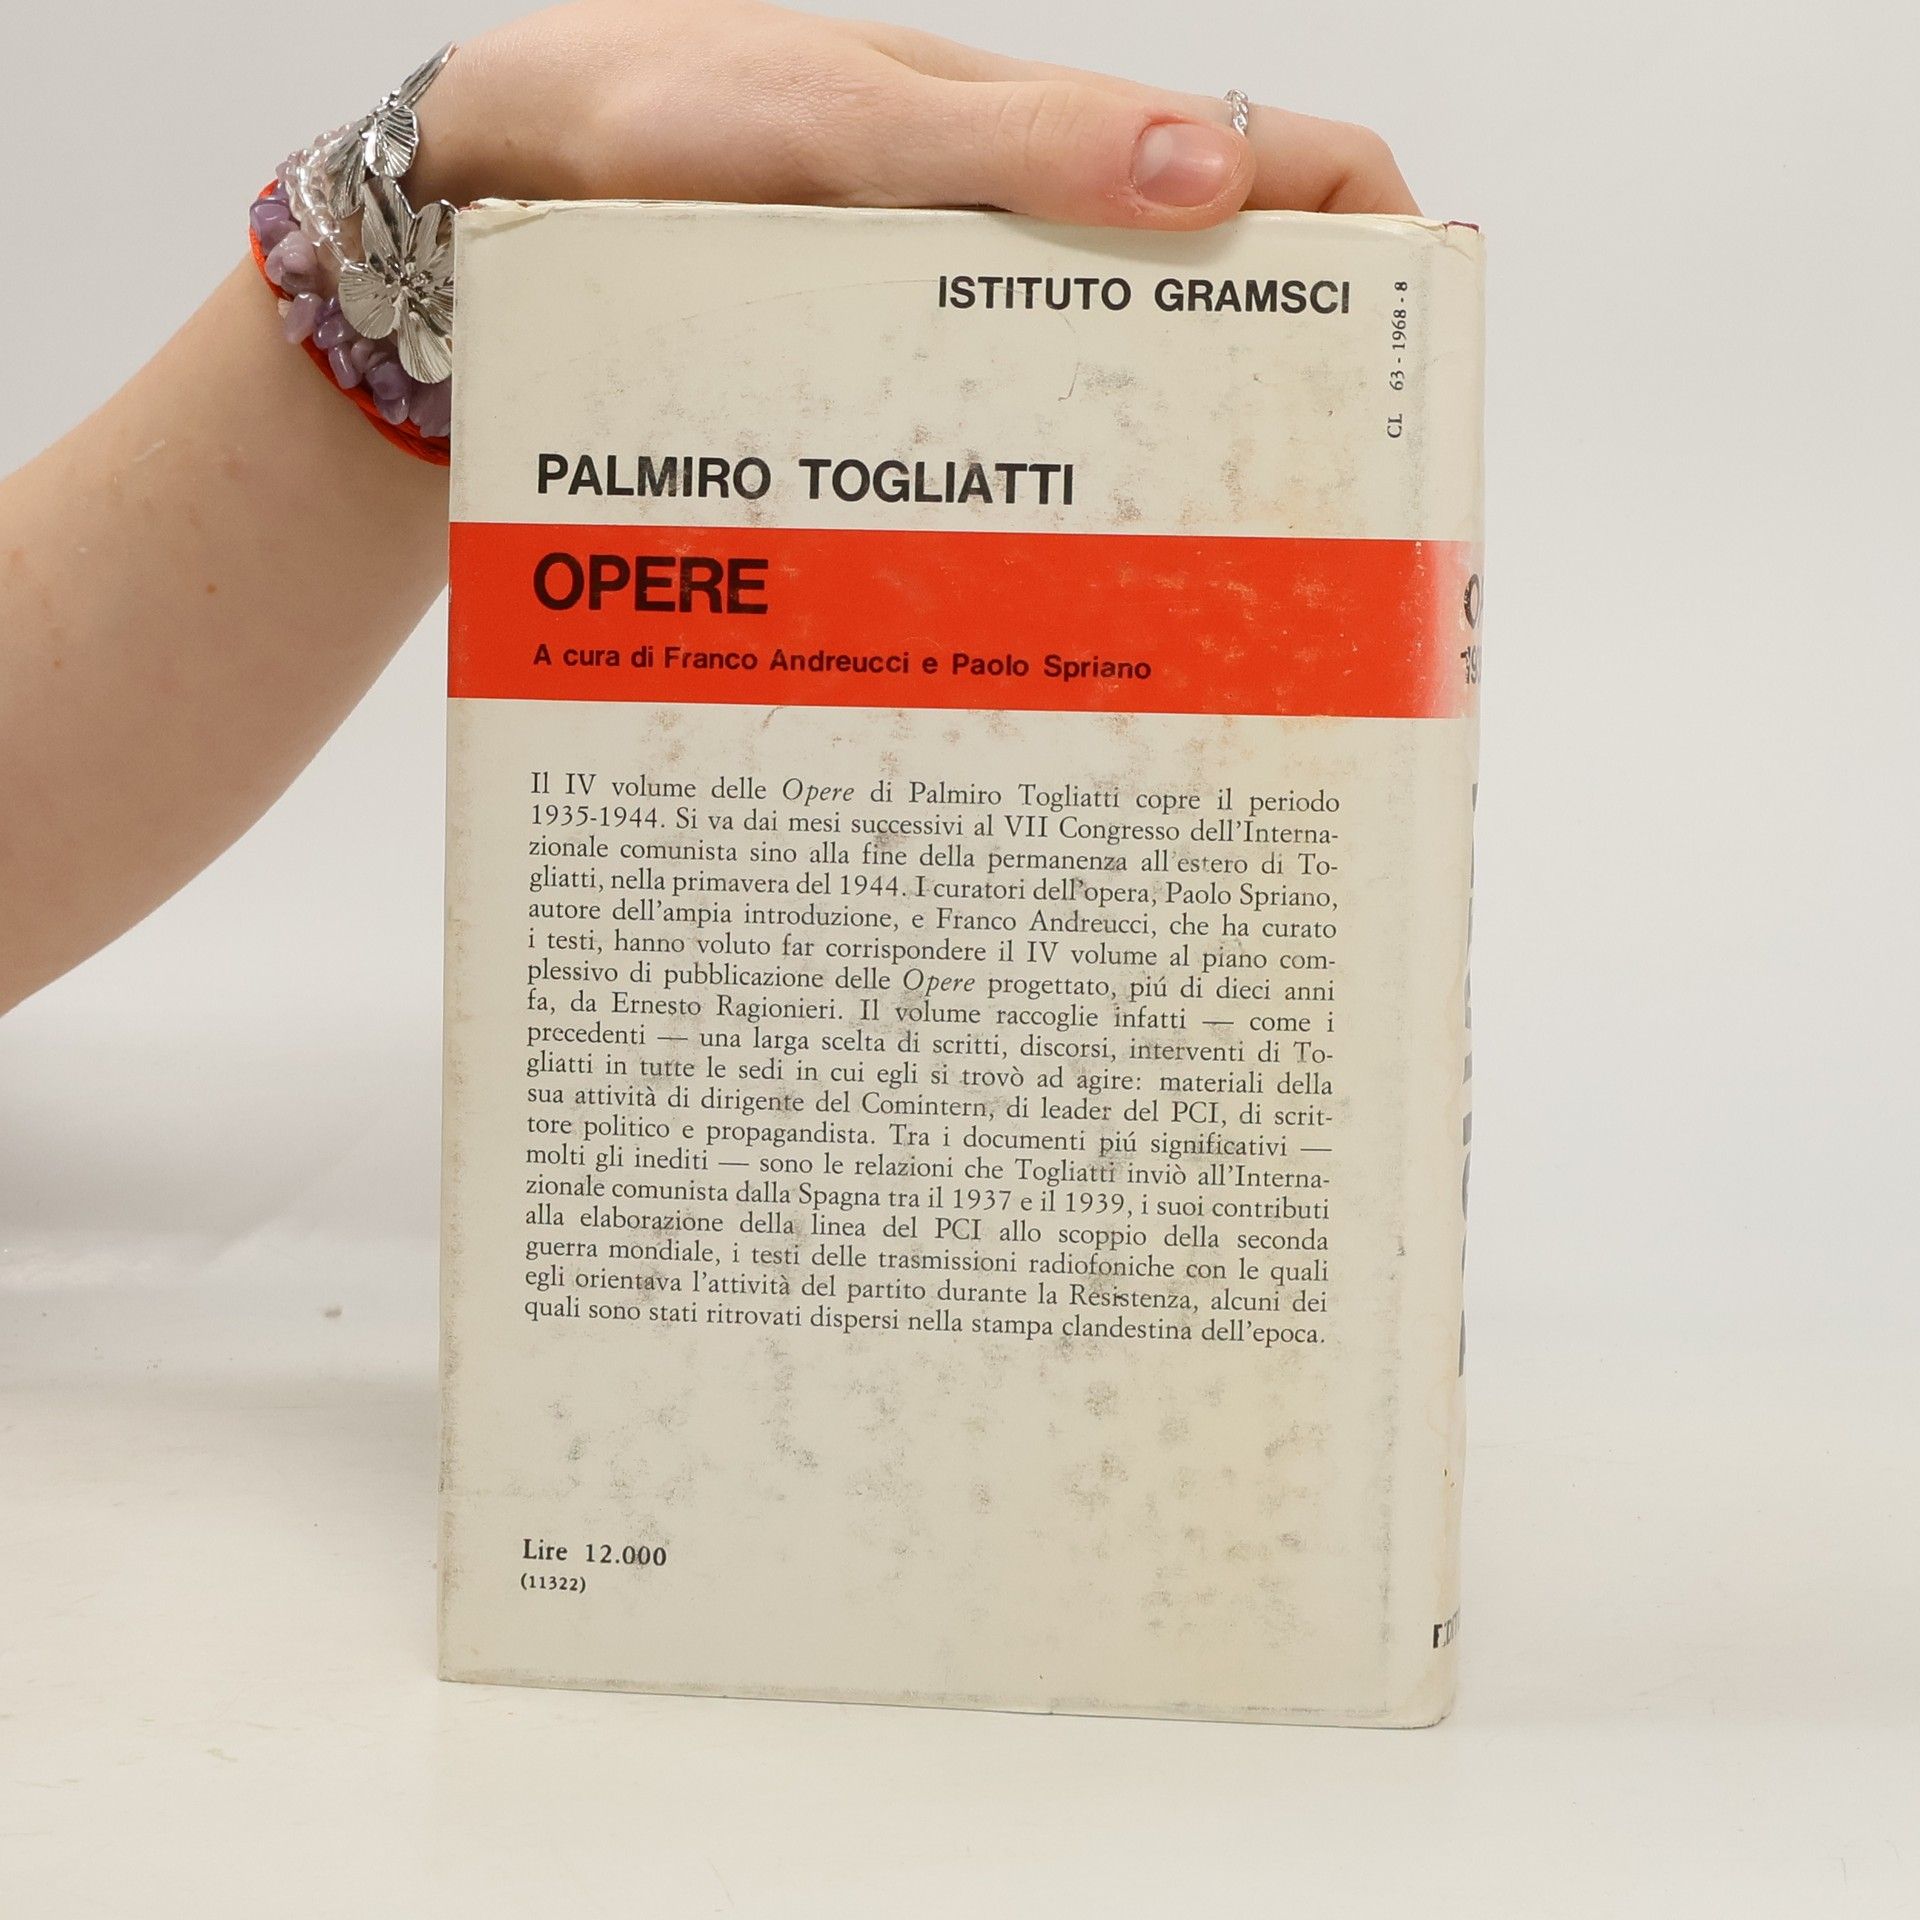 ISTITUTO GRAMSCI
CL 63 - 1968 - 8
PALMIRO TOGLIATTI
OPERE
A cura di Franco Andreucci e Paolo Spriano
Il IV volume delle Opere di Palmiro Togliatti copre il periodo
1935-1944. Si va dai mesi successivi al VII Congresso dell'Interna-
zionale comunista sino alla fine della permanenza all'estero di To-
gliatti, nella primavera del 1944. I curatori dell'opera, Paolo Spriano,
autore dell'ampia introduzione, e Franco Andreucci, che ha curato
i testi, hanno voluto far corrispondere il IV volume al piano com-
plessivo di pubblicazione delle Opere progettato, piú di dieci anni
fa, da Ernesto Ragionieri. Il volume raccoglie infatti — come i
precedenti — una larga scelta di scritti, discorsi, interventi di To-
gliatti in tutte le sedi in cui egli si trovò ad agire: materiali della
sua attività di dirigente del Comintern, di leader del PCI, di scrit-
tore politico e propagandista. Tra i documenti piú significativi —
molti gli inediti — sono le relazioni che Togliatti inviò all'Interna-
zionale comunista dalla Spagna tra il 1937 e il 1939, i suoi contributi
alla elaborazione della linea del PCI allo scoppio della seconda
guerra mondiale, i testi delle trasmissioni radiofoniche con le quali
egli orientava l'attività del partito durante la Resistenza, alcuni dei
quali sono stati ritrovati dispersi nella stampa clandestina dell'epoca.
Lire 12.000
(11322)